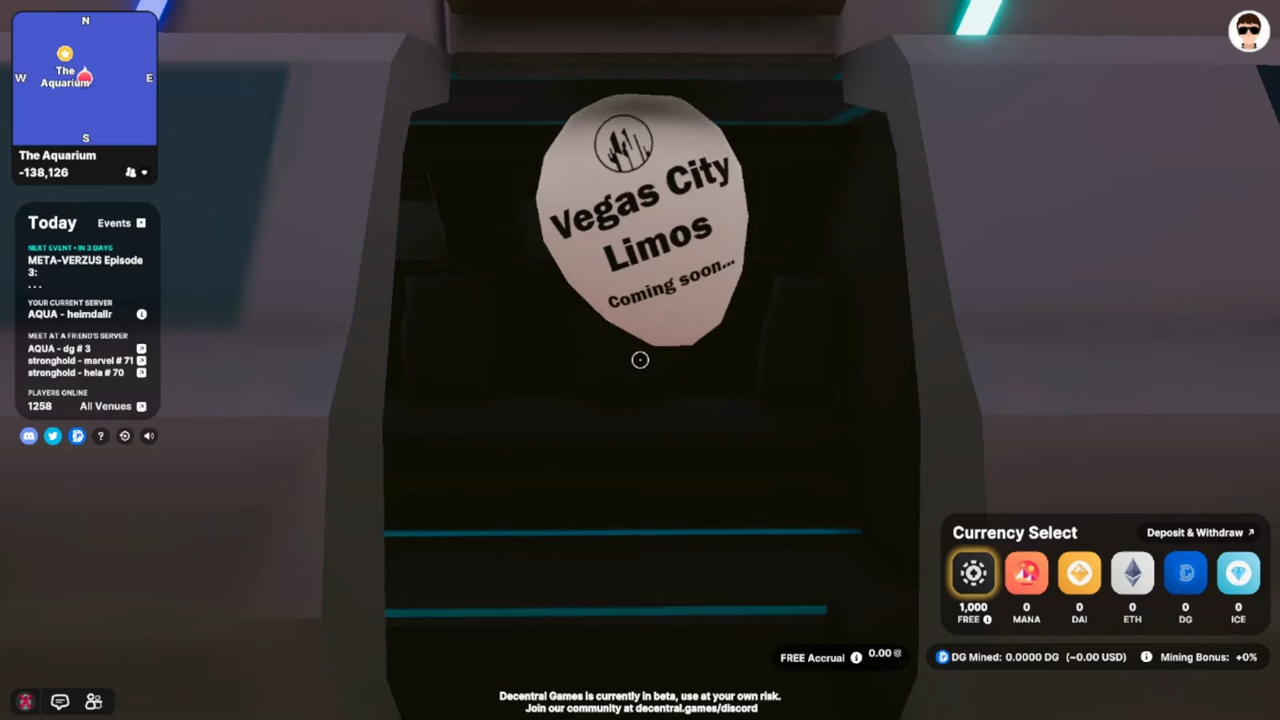 N
W
The
Aquarium
E
S
The Aquarium
-138,126
Today
Events
NEXT EVENT • IN 3 DAYS
META-VERZUS Episode
3:
...
YOUR CURRENT SERVER
AQUA - heimdallr
MEET AT A FRIEND'S SERVER
AQUA - dg # 3
stronghold - marvel # 71
stronghold - hela # 70
PLAYERS ONLINE
1258 All Venues
?
Vegas City
Limos
Coming soon...
Currency Select
Deposit & Withdraw
1,000 0 0 0 0 0
FREE MANA DAI ETH DG ICE
FREE Accrual 0.00
DG Mined: 0.0000 DG (~0.00 USD) Mining Bonus: +0%
Decentral Games is currently in beta, use at your own risk.
Join our community at decentral.games/discord